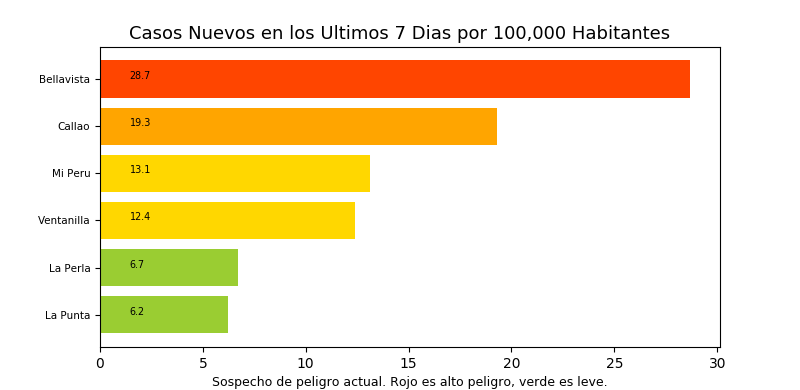 Casos Nuevos en los Ultimos 7 Dias por 100,000 Habitantes
Bellavista 28.7
Callao 19.3
Mi Peru 13.1
Ventanilla 12.4
La Perla 6.7
La Punta 6.2
0 5 10 15 20 25 30
Sospecho de peligro actual. Rojo es alto peligro, verde es leve.